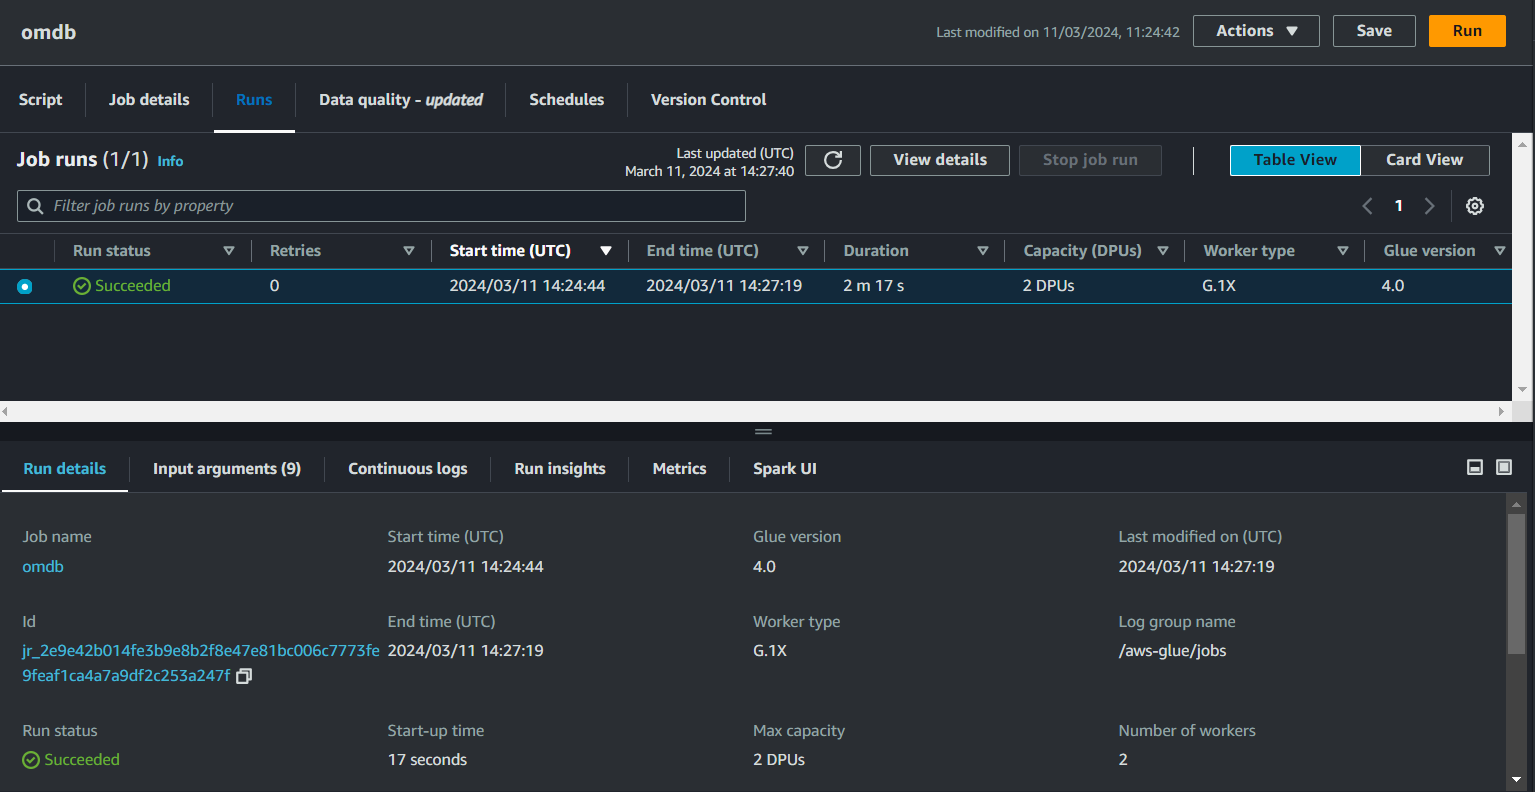 omdb
Last modified on 11/03/2024, 11:24:42
Actions
Save
Run
Script
Job details
Runs
Data quality - updated
Schedules
Version Control
Job runs (1/1) Info
Last updated (UTC)
March 11, 2024 at 14:27:40
View details
Stop job run
Table View
Card View
Filter job runs by property
1
Run status Retries Start time (UTC) End time (UTC) Duration Capacity (DPUs) Worker type Glue version
Succeeded 0 2024/03/11 14:24:44 2024/03/11 14:27:19 2 m 17 s 2 DPUs G.1X 4.0
Run details
Input arguments (9)
Continuous logs
Run insights
Metrics
Spark UI
Job name Start time (UTC) Glue version Last modified on (UTC)
omdb 2024/03/11 14:24:44 4.0 2024/03/11 14:27:19
Id End time (UTC) Worker type Log group name
jr_2e9e42b014fe3b9e8b2f8e47e81bc006c7773fe 2024/03/11 14:27:19 G.1X /aws-glue/jobs
9feaf1ca4a7a9df2c253a247f
Run status Start-up time Max capacity Number of workers
Succeeded 17 seconds 2 DPUs 2